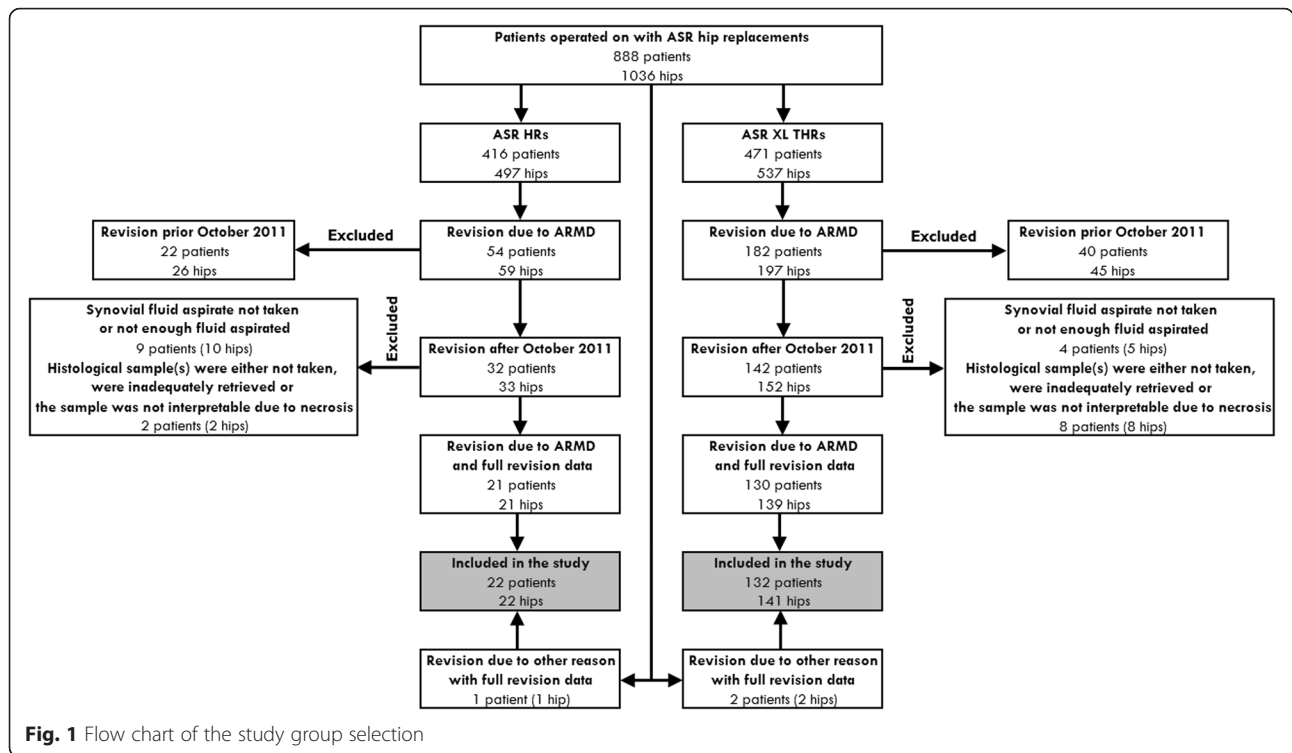 Patients operated on with ASR hip replacements
888 patients
1036 hips
ASR HRs
416 patients
497 hips
ASR XL THRs
471 patients
537 hips
Revision prior October 2011
22 patients
26 hips
Excluded
Revision due to ARMD
54 patients
59 hips
Revision due to ARMD
182 patients
197 hips
Excluded
Revision prior October 2011
40 patients
45 hips
Synovial fluid aspirate not taken
or not enough fluid aspirated
9 patients (10 hips)
Histological sample(s) were either not taken,
were inadequately retrieved or
the sample was not interpretable due to necrosis
2 patients (2 hips)
Excluded
Revision after October 2011
32 patients
33 hips
Revision after October 2011
142 patients
152 hips
Excluded
Synovial fluid aspirate not taken
or not enough fluid aspirated
4 patients (5 hips)
Histological sample(s) were either not taken,
were inadequately retrieved or
the sample was not interpretable due to necrosis
8 patients (8 hips)
Revision due to ARMD
and full revision data
21 patients
21 hips
Revision due to ARMD
and full revision data
130 patients
139 hips
Included in the study
22 patients
22 hips
Included in the study
132 patients
141 hips
Revision due to other reason
with full revision data
1 patient (1 hip)
Revision due to other reason
with full revision data
2 patients (2 hips)
Fig. 1 Flow chart of the study group selection